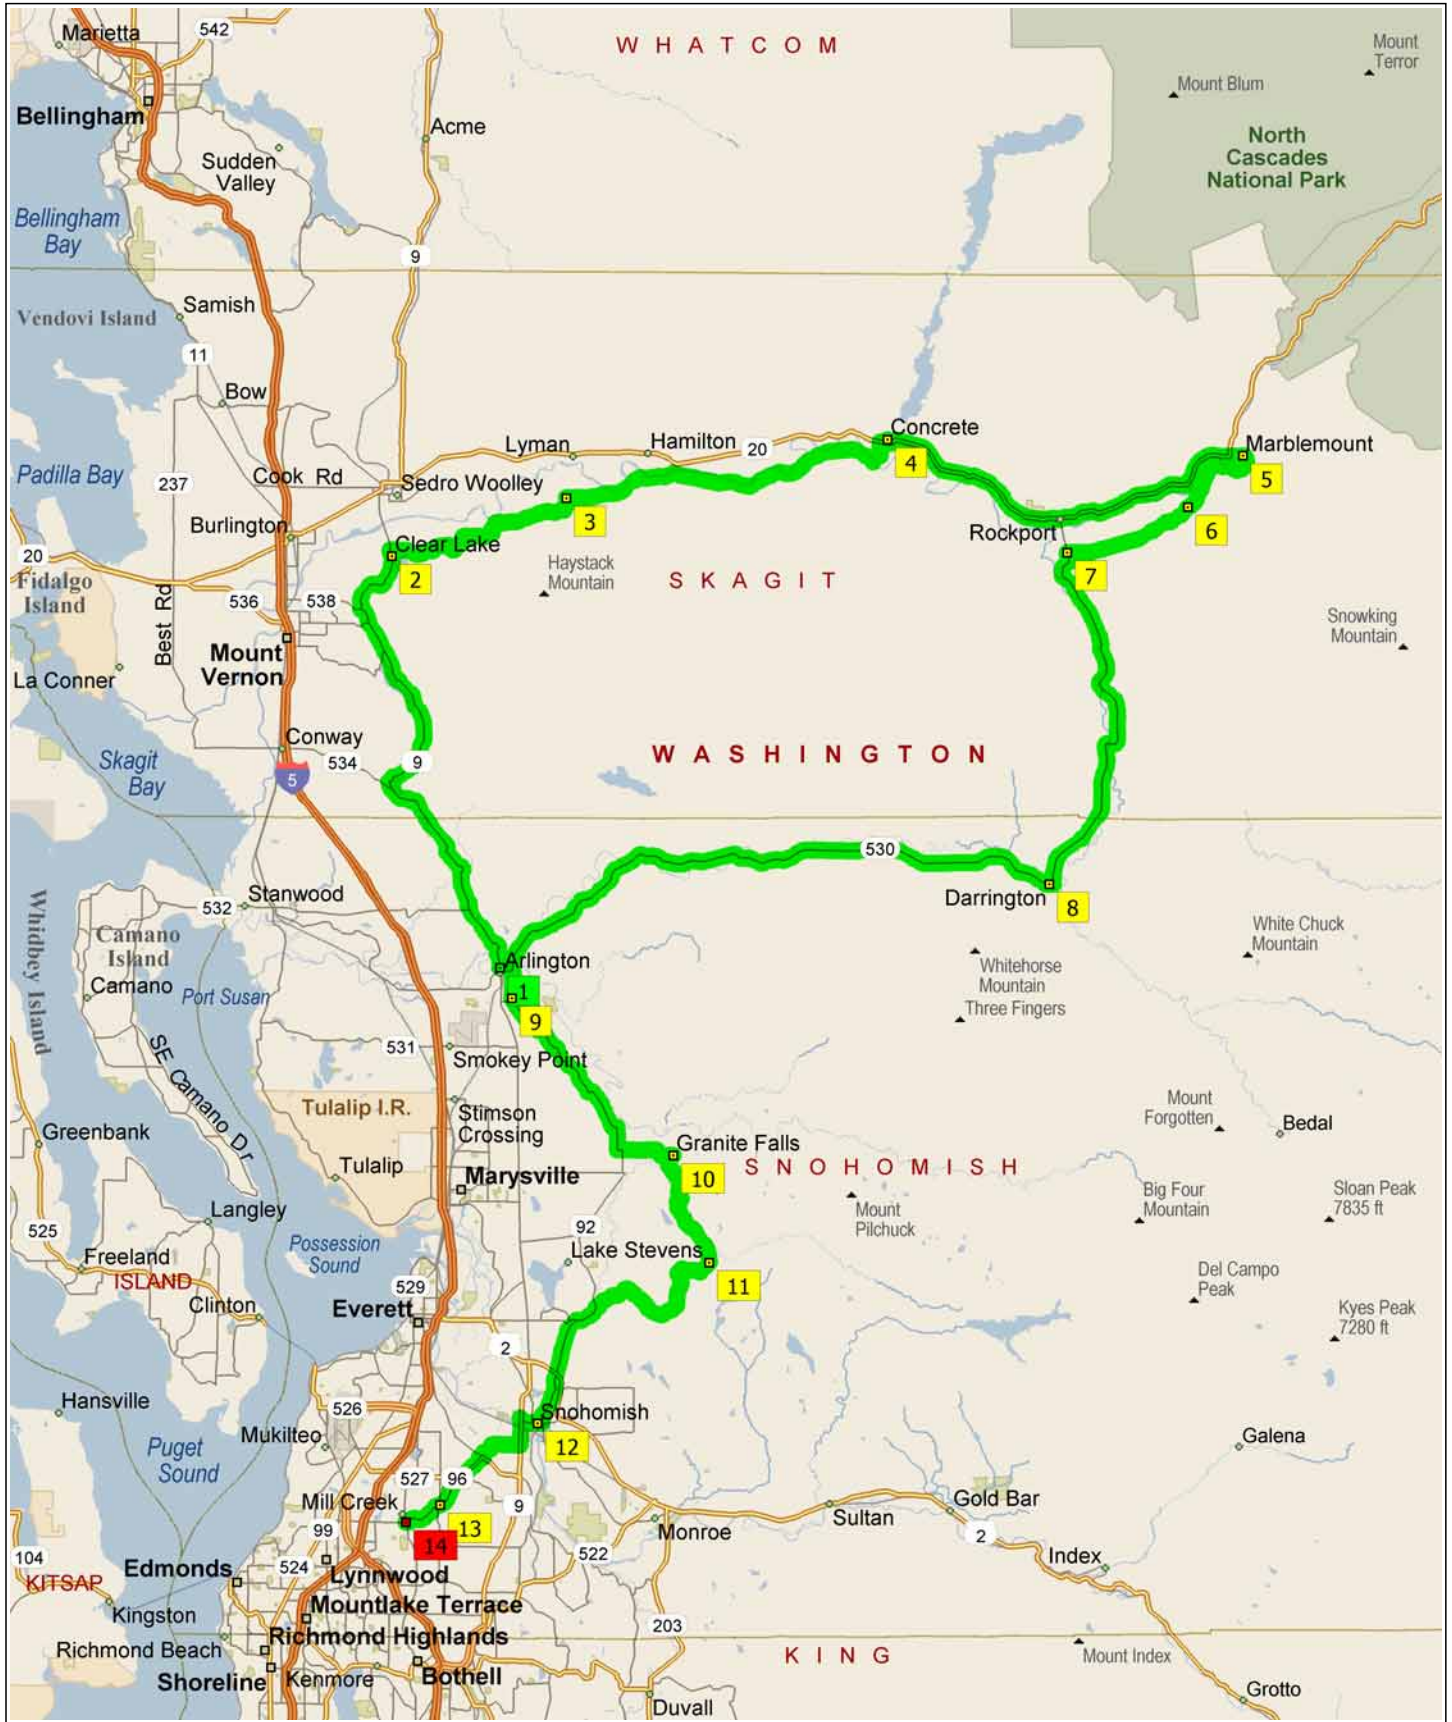 Marietta
542
WHATCOM
Mount
Terror
Mount Blum
Bellingham
Acme
North
Cascades
National Park
Sudden
Valley
Bellingham
Bay
9
Samish
Vendovi Island
11
Bow
Concrete
Lyman
Hamilton
20
Marblemount
4
Padilla Bay
237
Cook Rd
Sedro Woolley
5
3
Burlington
6
Rockport
Clear Lake
20
Haystack
Mountain
2
7
SKAGIT
Fidalgo
Island
536
538
Best Rd
Snowking
Mountain
Mount
Vernon
La Conner
Conway
WASHINGTON
534
9
Skagit
Bay
5
530
Stanwood
Darrington
8
532
Whidbey Island
Camano
Island
White Chuck
Mountain
Arlington
Whitehorse
Mountain
Camano
Port Susan
1
Three Fingers
9
531
Smokey Point
SE Camano Dr
Tulalip I.R.
Stimson
Crossing
Mount
Forgotten
Bedal
Greenbank
Granite Falls
Tulalip
SNOHOMISH
Marysville
10
Big Four
Mountain
Sloan Peak
7835 ft
Langley
Mount
Pilchuck
525
92
Possession
Sound
Freeland
Lake Stevens
ISLAND
Del Campo
Peak
529
11
Clinton
Everett
Kyes Peak
7280 ft
2
Hansville
526
Snohomish
Mukilteo
12
Galena
Puget
Sound
527
96
Mill Creek
9
Gold Bar
Sultan
13
99
Monroe
2
14
104
522
Index
Edmonds
524
Lynnwood
KITSAP
Mountlake Terrace
Kingston
203
Richmond Highlands
Richmond Beach
KING
Mount Index
Shoreline
Kenmore
Bothell
Grotto
Duvall